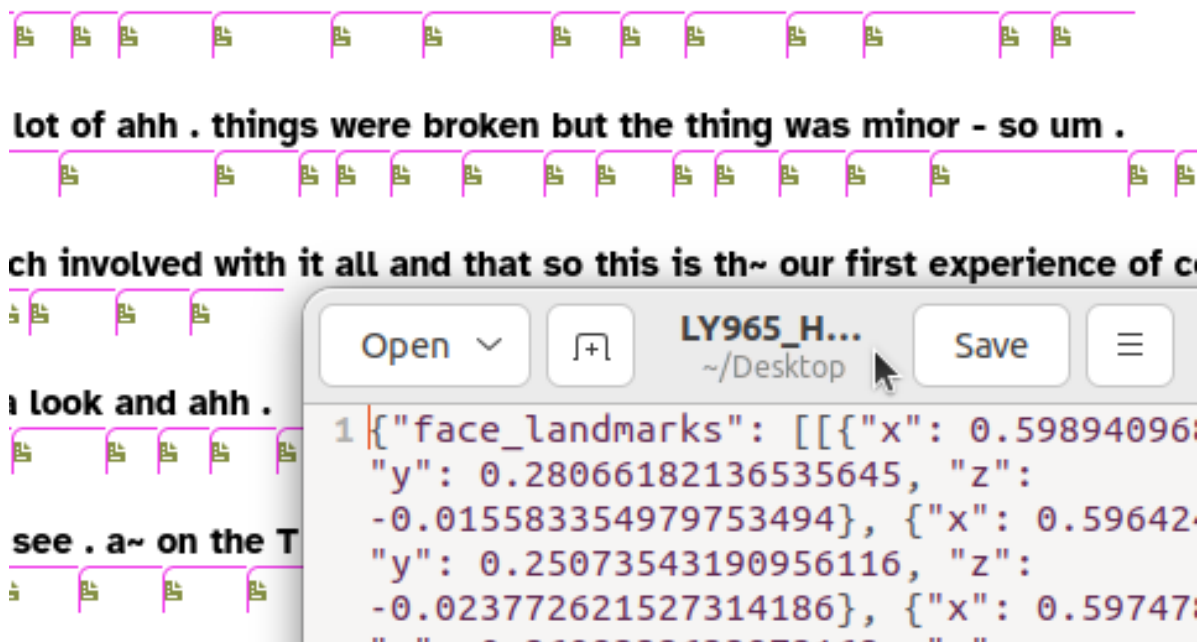 lot of ahh . things were broken but the thing was minor - so um .
ch involved with it all and that so this is th~ our first experience of c
look and ahh .
see . a~ on the T
Open
LY965_H...
~/Desktop
Save
1 {"face_landmarks": [[{"x": 0.59894096
"y": 0.28066182136535645, "z":
-0.015583354979753494}, {"x": 0.59642
"y": 0.25073543190956116, "z":
-0.023772621527314186}, {"x": 0.59747